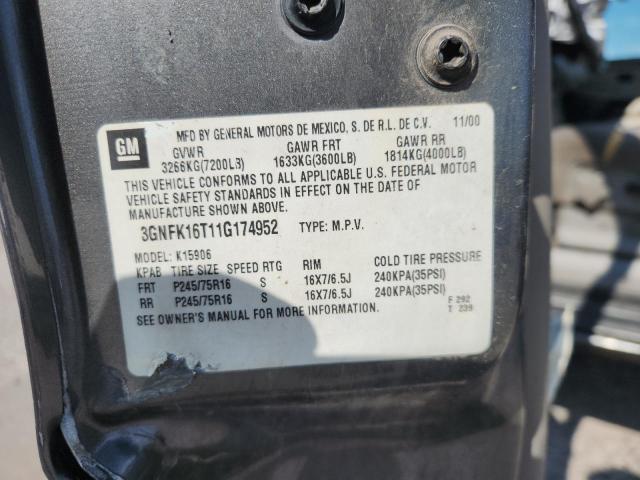 GM
MFD BY GENERAL MOTORS DE MEXICO, S. DE R.L. DE C.V. 11/00
GVWR GAWR FRT GAWR RR
3266KG(7200LB) 1633KG(3600LB) 1814KG(4000LB)
THIS VEHICLE CONFORMS TO ALL APPLICABLE U.S. FEDERAL MOTOR
VEHICLE SAFETY STANDARDS IN EFFECT ON THE DATE OF
MANUFACTURE SHOWN ABOVE.
3GNFK16T11G174952 TYPE: M.P.V.
MODEL: K15906
KPAB TIRE SIZE SPEED RTG RIM COLD TIRE PRESSURE
FRT P245/75R16 S 16X7/6.5J 240KPA(35PSI)
RR P245/75R16 S 16X7/6.5J 240KPA(35PSI)
SEE OWNER'S MANUAL FOR MORE INFORMATION.
F 292
T 239